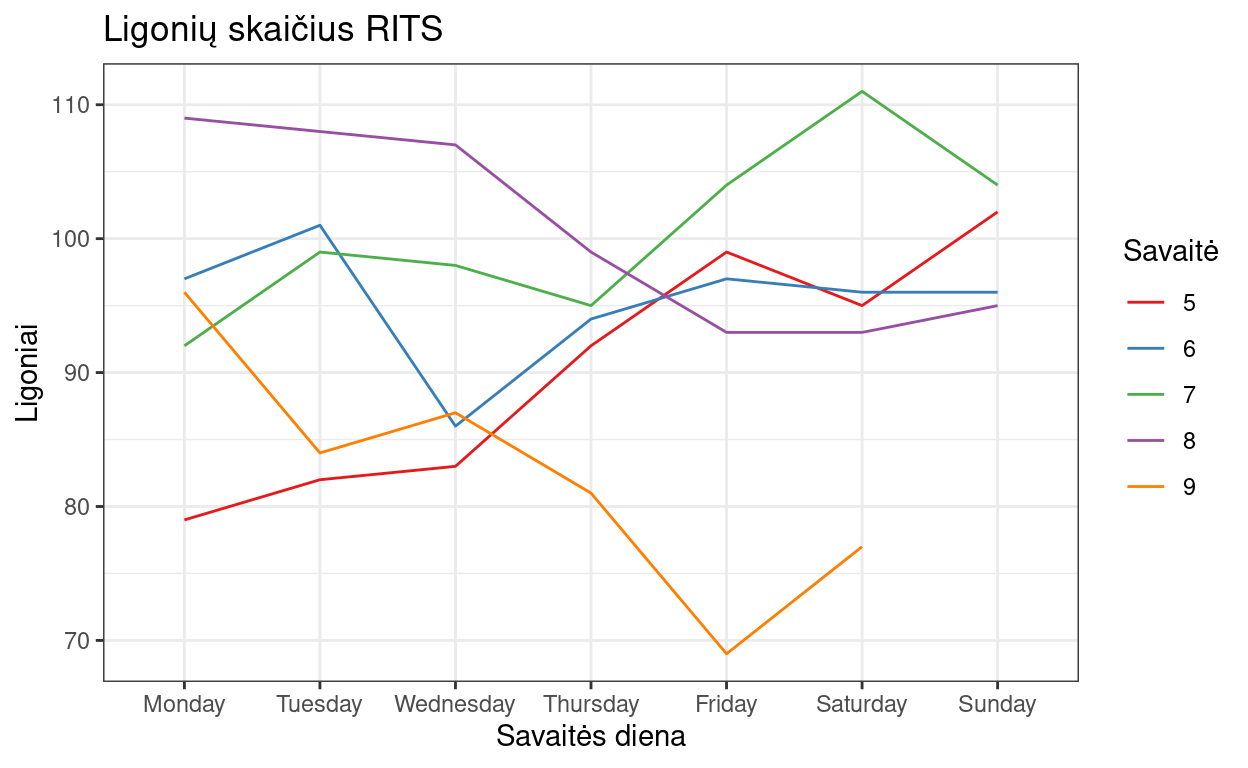 Ligonių skaičius RITS
110
100
90
80
70
Ligoniai
Monday Tuesday Wednesday Thursday Friday Saturday Sunday
Savaitės diena
Savaitė
5
6
7
8
9